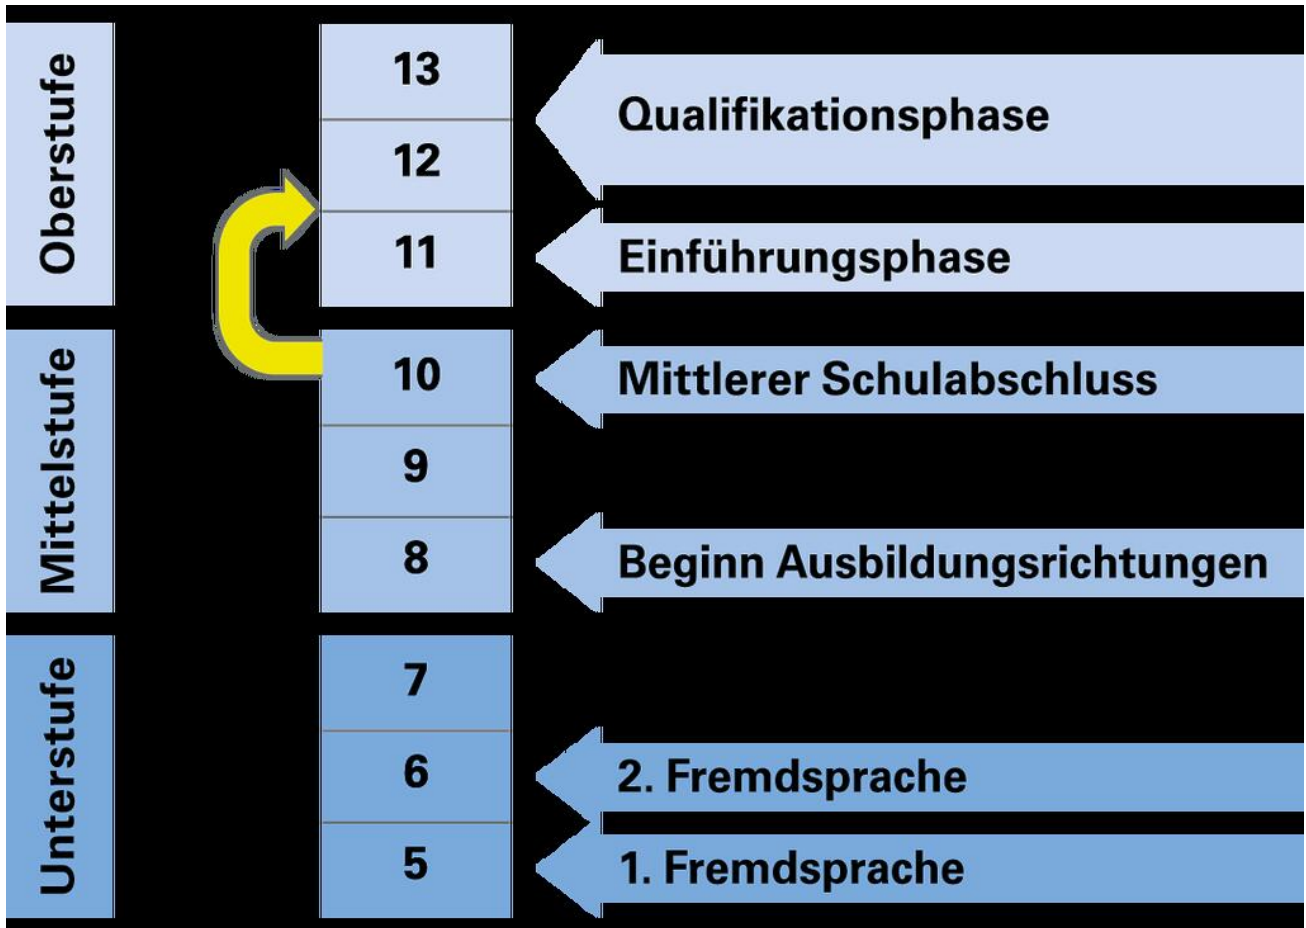 Oberstufe
13
Qualifikationsphase
12
11
Einführungsphase
Mittelstufe
10
Mittlerer Schulabschluss
9
8
Beginn Ausbildungsrichtungen
Unterstufe
7
6
2. Fremdsprache
5
1. Fremdsprache